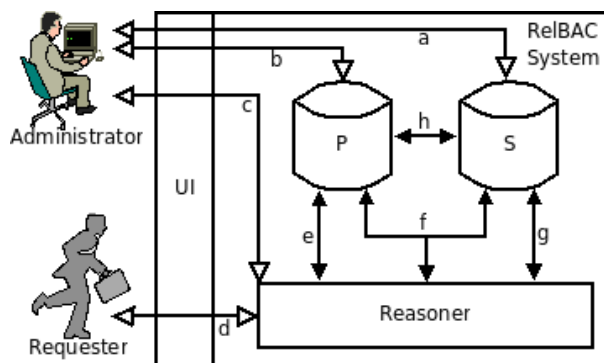 a
RelBAC
System
b
c
Administrator
P
h
S
UI
e
f
g
Reasoner
d
Requester